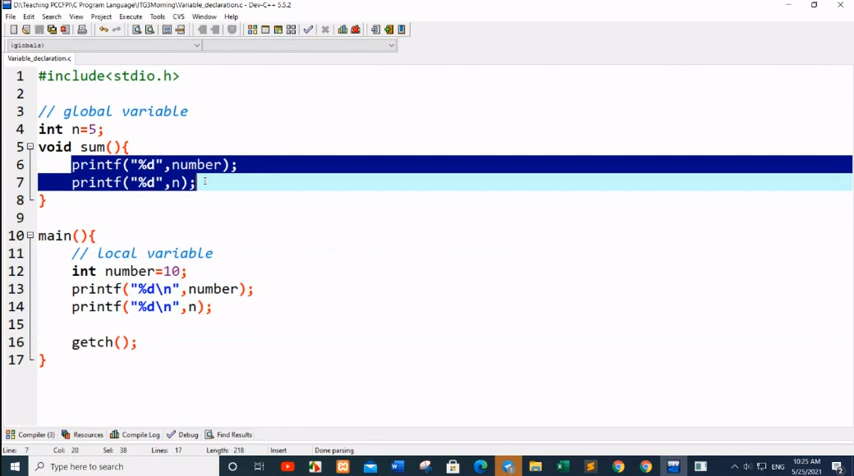 D:\Teaching PCCFP\C Program Language\ITG3Morning\Variable_declaration.c - Dev-C++ 5.5.2
File Edit Search View Project Execute Tools CVS Window Help
(globals)
Variable_declaration.c
1 #include<stdio.h>
2
3 // global variable
4 int n=5;
5 void sum(){
6 printf("%d",number);
7 printf("%d",n);
8 }
9
10 main(){
11 // local variable
12 int number=10;
13 printf("%d\n",number);
14 printf("%d\n",n);
15
16 getch();
17 }
Compiler (3) Resources Compile Log Debug Find Results
Line: 7 Col: 20 Sel: 38 Lines: 17 Length: 218 Insert Done parsing
Type here to search
ENG
10:25 AM
5/25/2021